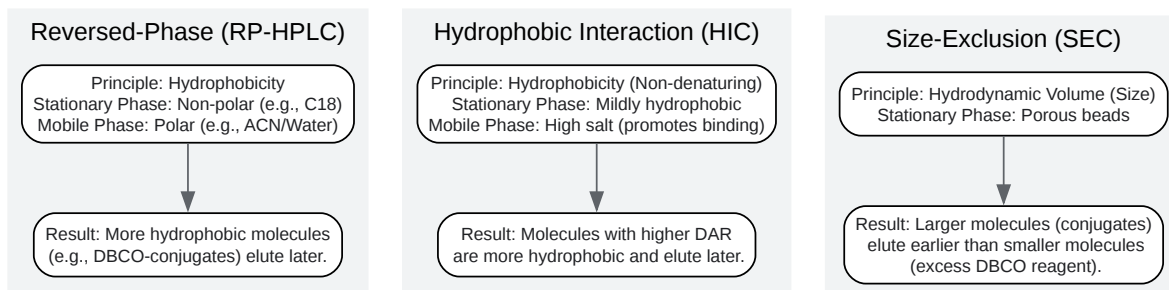 Reversed-Phase (RP-HPLC)
Principle: Hydrophobicity
Stationary Phase: Non-polar (e.g., C18)
Mobile Phase: Polar (e.g., ACN/Water)
Result: More hydrophobic molecules
(e.g., DBCO-conjugates) elute later.
Hydrophobic Interaction (HIC)
Principle: Hydrophobicity (Non-denaturing)
Stationary Phase: Mildly hydrophobic
Mobile Phase: High salt (promotes binding)
Result: Molecules with higher DAR
are more hydrophobic and elute later.
Size-Exclusion (SEC)
Principle: Hydrodynamic Volume (Size)
Stationary Phase: Porous beads
Result: Larger molecules (conjugates)
elute earlier than smaller molecules
(excess DBCO reagent).